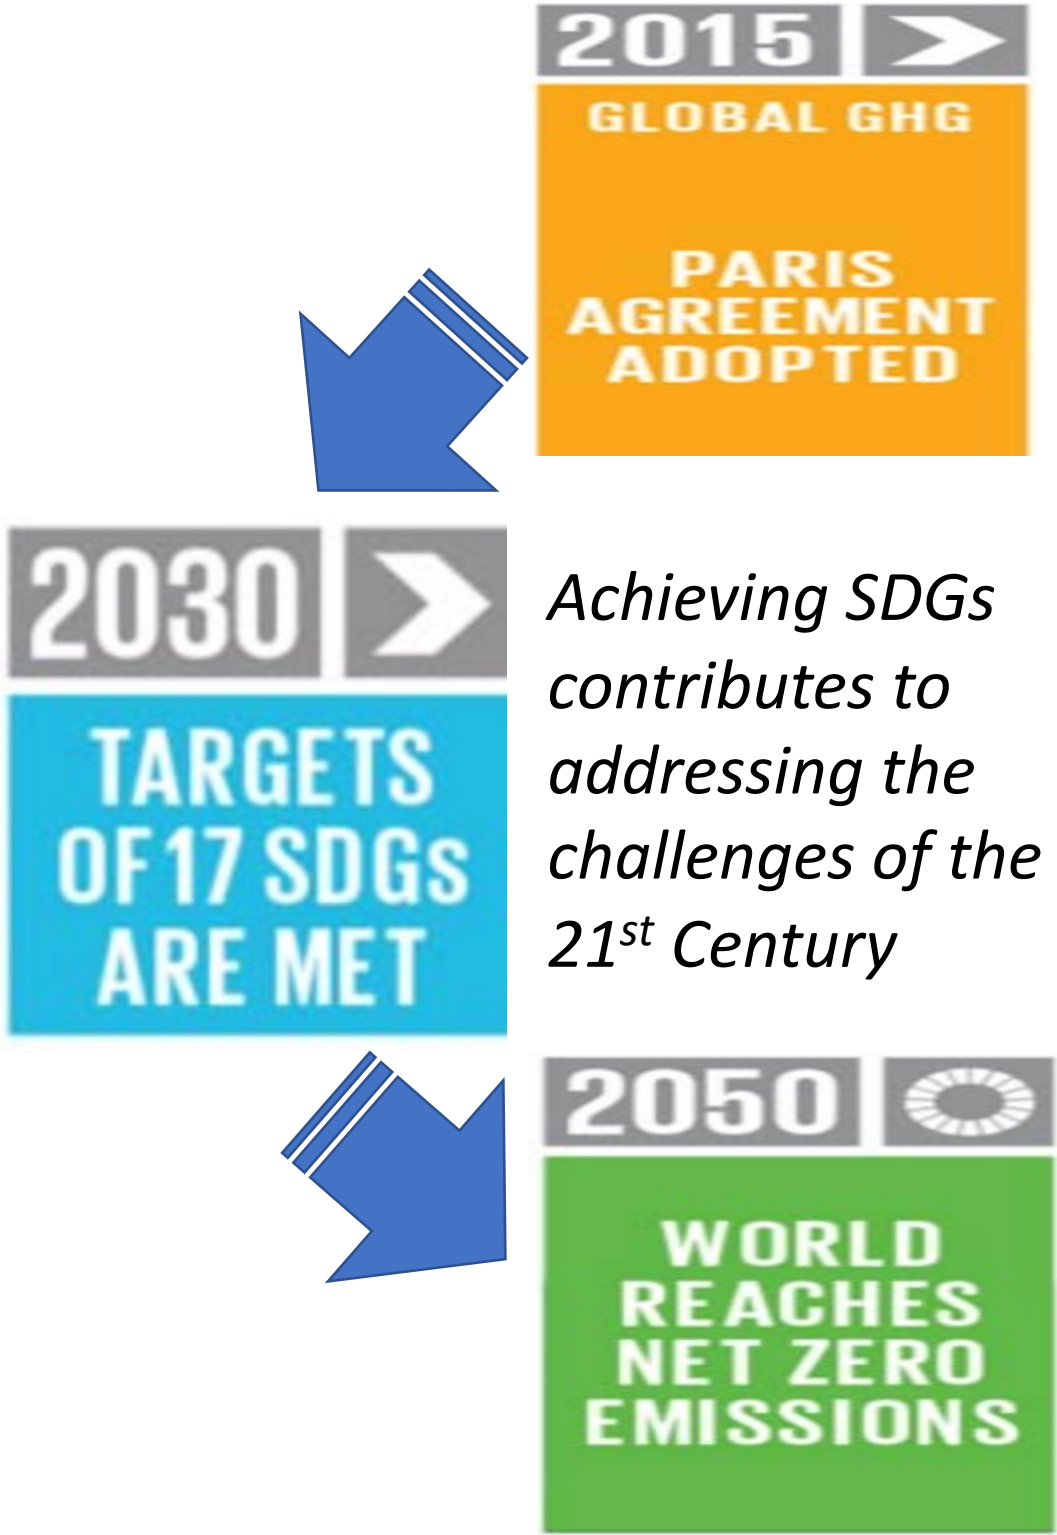 2015
GLOBAL GHG
PARIS
AGREEMENT
ADOPTED
2030
TARGETS
OF 17 SDGs
ARE MET
Achieving SDGs
contributes to
addressing the
challenges of the
21st Century
2050
WORLD
REACHES
NET ZERO
EMISSIONS